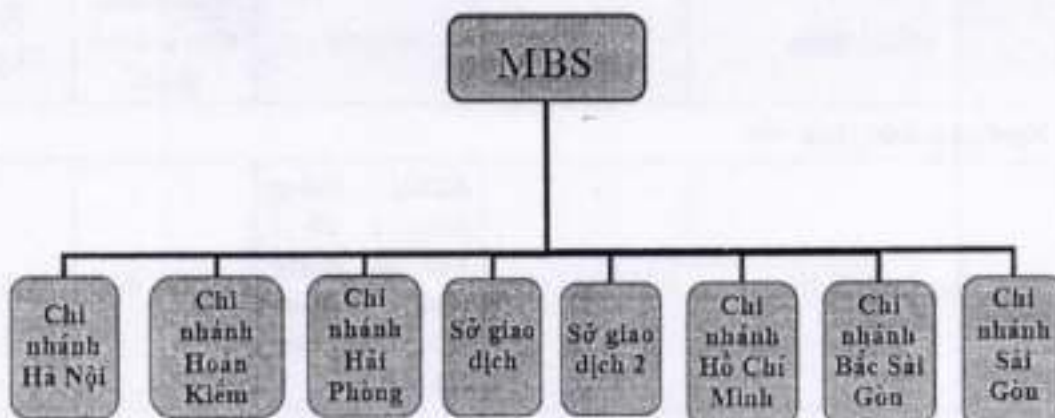 MBS
Chi
nhánh
Hà Nội
Chi
nhánh
Hoàn
Kiếm
Chi
nhánh
Hải
Phòng
Sở giao
dịch
Sở giao
dịch 2
Chi
nhánh
Hồ Chí
Minh
Chi
nhánh
Bắc Sài
Gòn
Chi
nhánh
Sài
Gòn